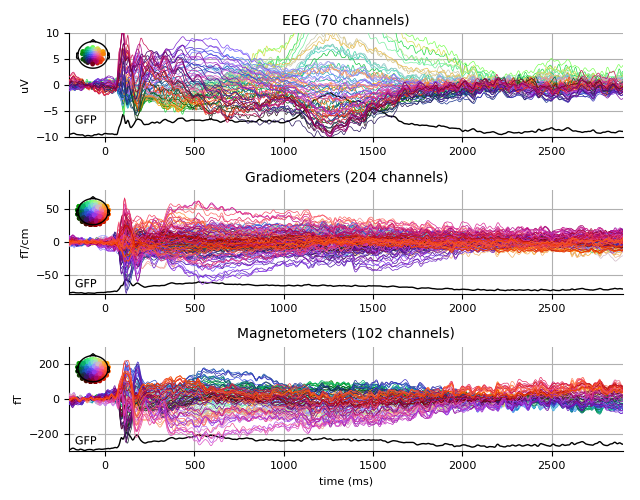 EEG (70 channels)
10
5
0
−5
−10
uV
GFP
0 500 1000 1500 2000 2500
Gradiometers (204 channels)
50
0
−50
fT/cm
GFP
0 500 1000 1500 2000 2500
Magnetometers (102 channels)
200
0
−200
fT
GFP
0 500 1000 1500 2000 2500
time (ms)